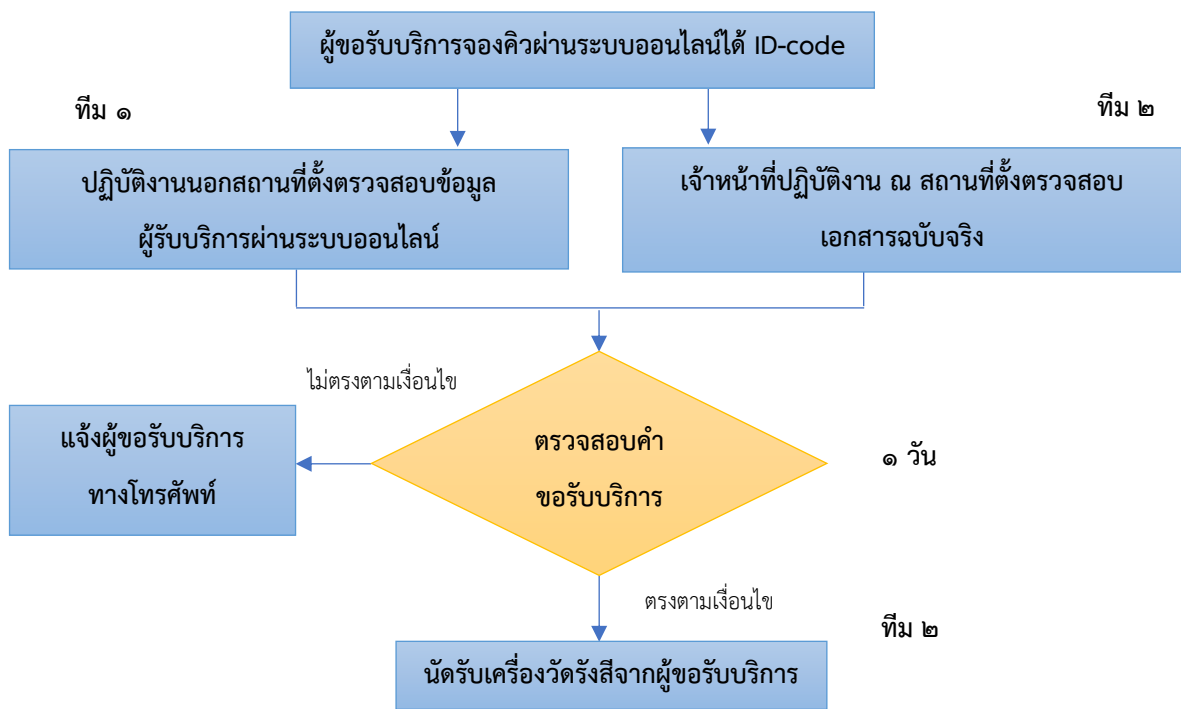 ผู้ขอรับบริการจองคิวผ่านระบบออนไลน์ได้ ID-code
ทีม ๑
ทีม ๒
ปฏิบัติงานนอกสถานที่ตั้งตรวจสอบข้อมูล
ผู้รับบริการผ่านระบบออนไลน์
เจ้าหน้าที่ปฏิบัติงาน ณ สถานที่ตั้งตรวจสอบ
เอกสารฉบับจริง
ไม่ตรงตามเงื่อนไข
แจ้งผู้ขอรับบริการ
ทางโทรศัพท์
ตรวจสอบคำ
ขอรับบริการ
๑ วัน
ตรงตามเงื่อนไข
ทีม ๒
นัดรับเครื่องวัดรังสีจากผู้ขอรับบริการ